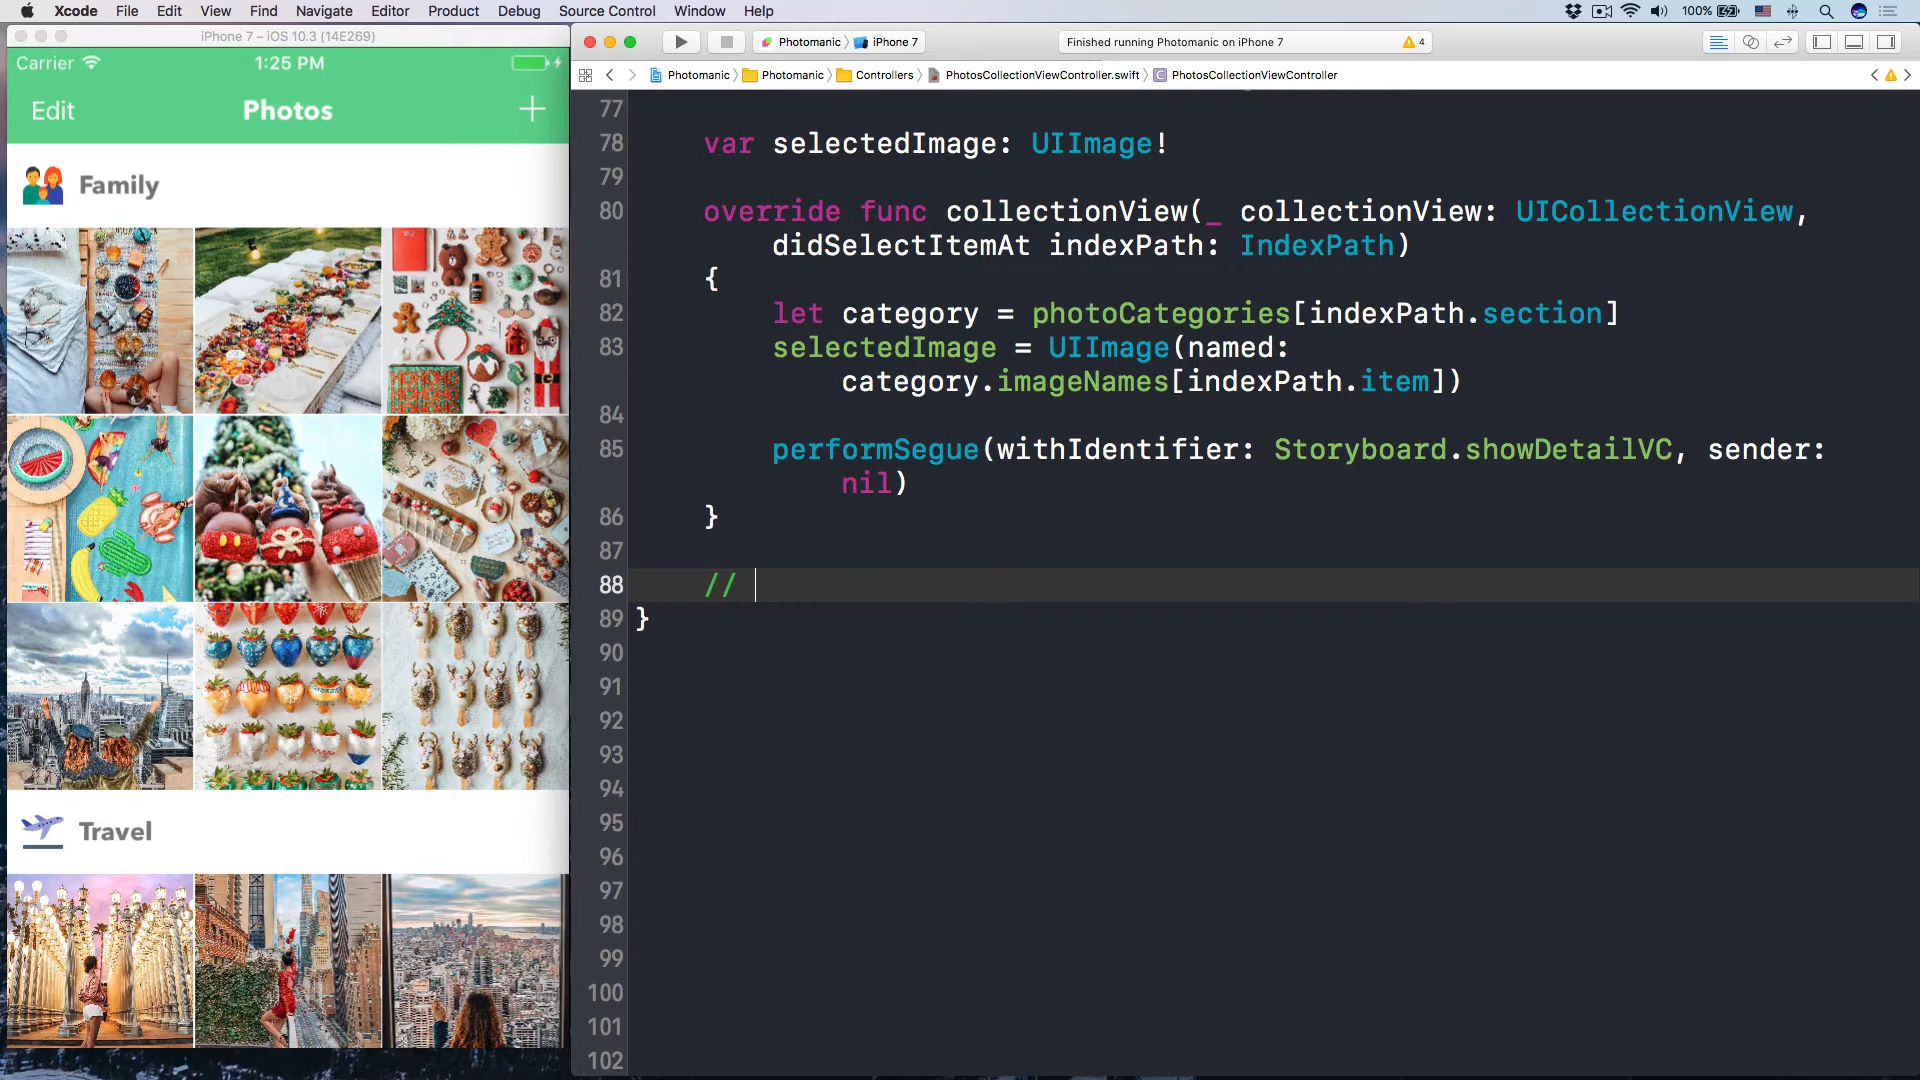 Xcode File Edit View Find Navigate Editor Product Debug Source Control Window Help 100%
iPhone 7 – iOS 10.3 (14E269)
Carrier 1:25 PM
Edit Photos
Family
Travel
Photomanic iPhone 7 Finished running Photomanic on iPhone 7 4
Photomanic Photomanic Controllers PhotosCollectionViewController.swift C PhotosCollectionViewController
77
78 var selectedImage: UIImage!
79
80 override func collectionView(_ collectionView: UICollectionView,
didSelectItemAt indexPath: IndexPath)
81 {
82 let category = photoCategories[indexPath.section]
83 selectedImage = UIImage(named:
category.imageNames[indexPath.item])
84
85 performSegue(withIdentifier: Storyboard.showDetailVC, sender:
nil)
86 }
87
88 //
89 }
90
91
92
93
94
95
96
97
98
99
100
101
102